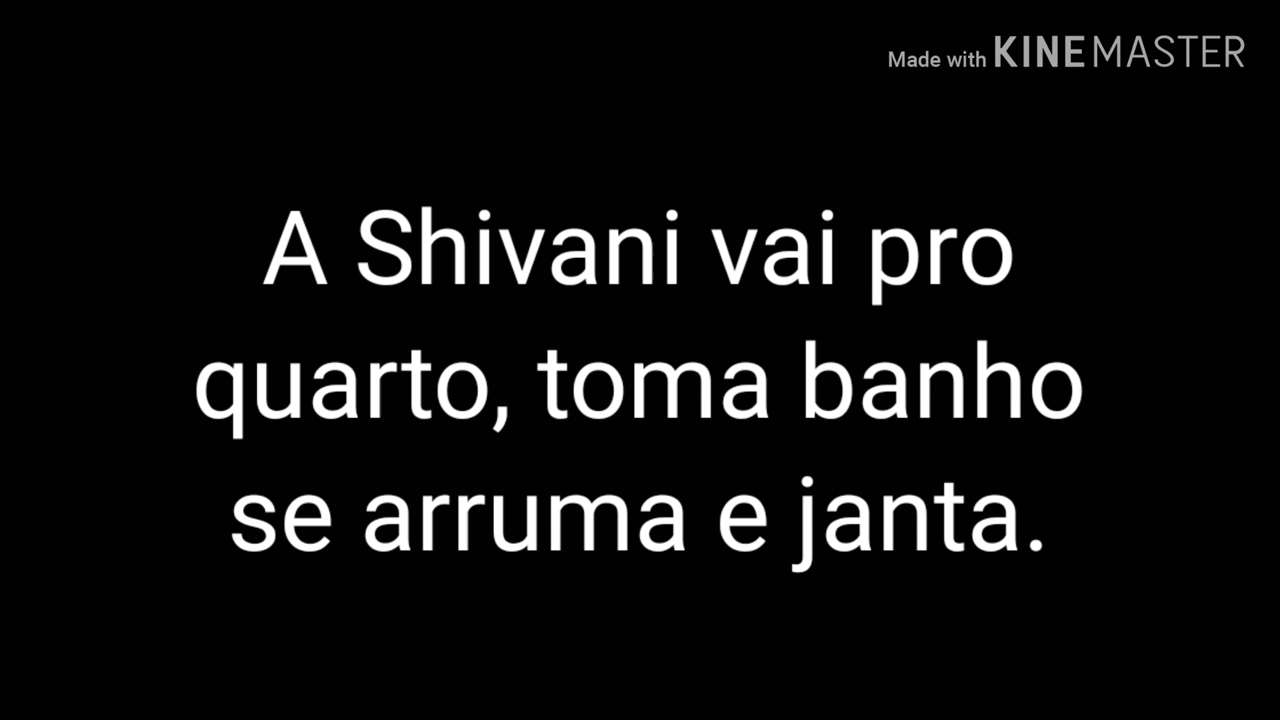 Made with KINEMASTER
A Shivani vai pro
quarto, toma banho
se arruma e janta.